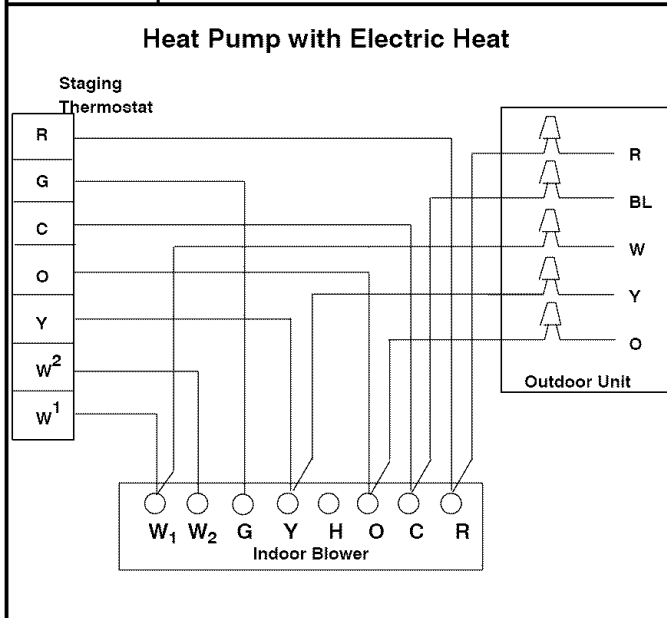 Heat Pump with Electric Heat
Staging
Thermostat
R
G
C
O
Y
W2
W1
R
BL
W
Y
O
Outdoor Unit
W1 W2 G Y H O C R
Indoor Blower